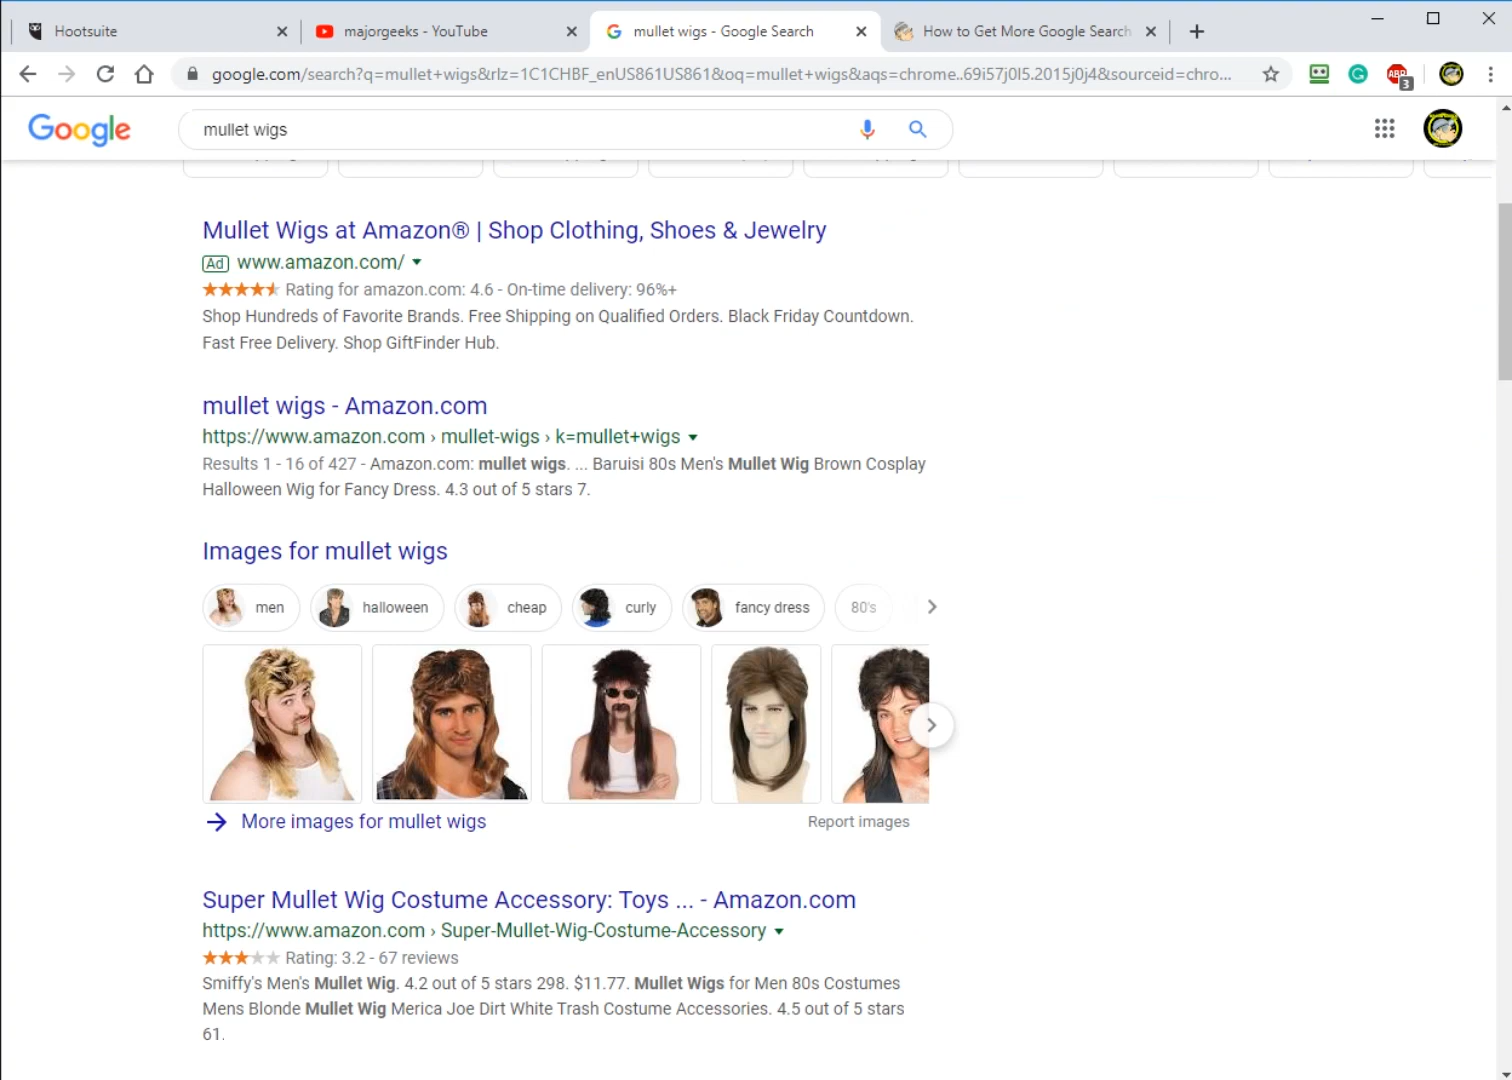 Hootsuite
majorgeeks - YouTube
mullet wigs - Google Search
How to Get More Google Search
google.com/search?q=mullet+wigs&rlz=1C1CHBF_enUS861US861&oq=mullet+wigs&aqs=chrome..69i57j0l5.2015j0j4&sourceid=chro...
ABP
3
Google
mullet wigs
Mullet Wigs at Amazon® | Shop Clothing, Shoes & Jewelry
Ad www.amazon.com/
Rating for amazon.com: 4.6 - On-time delivery: 96%+
Shop Hundreds of Favorite Brands. Free Shipping on Qualified Orders. Black Friday Countdown.
Fast Free Delivery. Shop GiftFinder Hub.
mullet wigs - Amazon.com
https://www.amazon.com › mullet-wigs › k=mullet+wigs
Results 1 - 16 of 427 - Amazon.com: mullet wigs. ... Baruisi 80s Men's Mullet Wig Brown Cosplay
Halloween Wig for Fancy Dress. 4.3 out of 5 stars 7.
Images for mullet wigs
men halloween cheap curly fancy dress 80's
More images for mullet wigs Report images
Super Mullet Wig Costume Accessory: Toys ... - Amazon.com
https://www.amazon.com › Super-Mullet-Wig-Costume-Accessory
Rating: 3.2 - 67 reviews
Smiffy's Men's Mullet Wig. 4.2 out of 5 stars 298. $11.77. Mullet Wigs for Men 80s Costumes
Mens Blonde Mullet Wig Merica Joe Dirt White Trash Costume Accessories. 4.5 out of 5 stars
61.